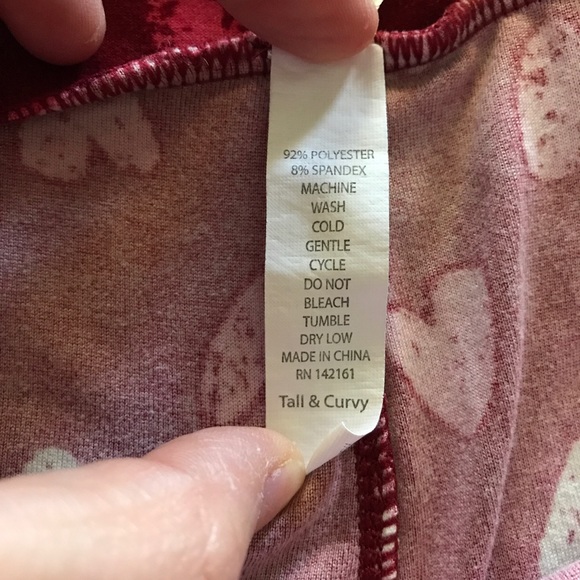 92% POLYESTER
8% SPANDEX
MACHINE
WASH
COLD
GENTLE
CYCLE
DO NOT
BLEACH
TUMBLE
DRY LOW
MADE IN CHINA
RN 142161
Tall & Curvy